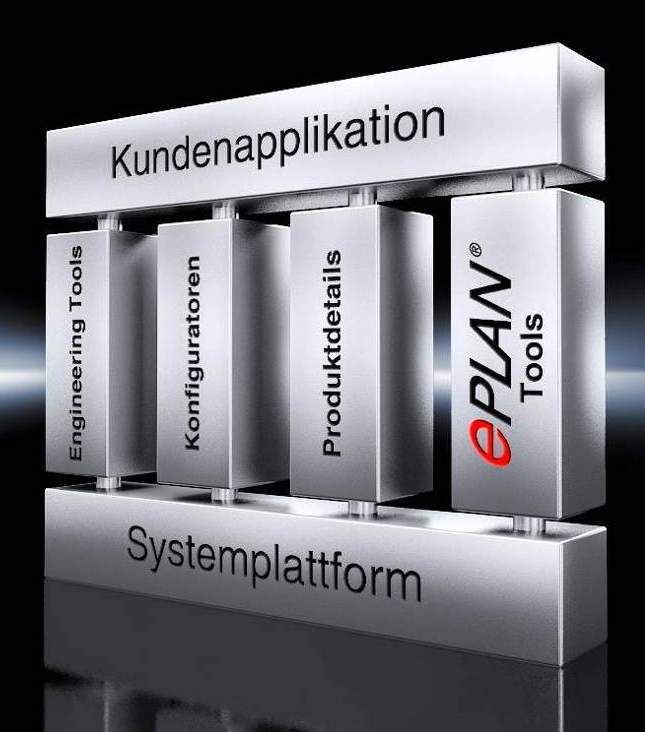 Kundenapplikation
Engineering Tools
Konfiguratoren
Produktdetails
ePLAN®
Tools
Systemplattform